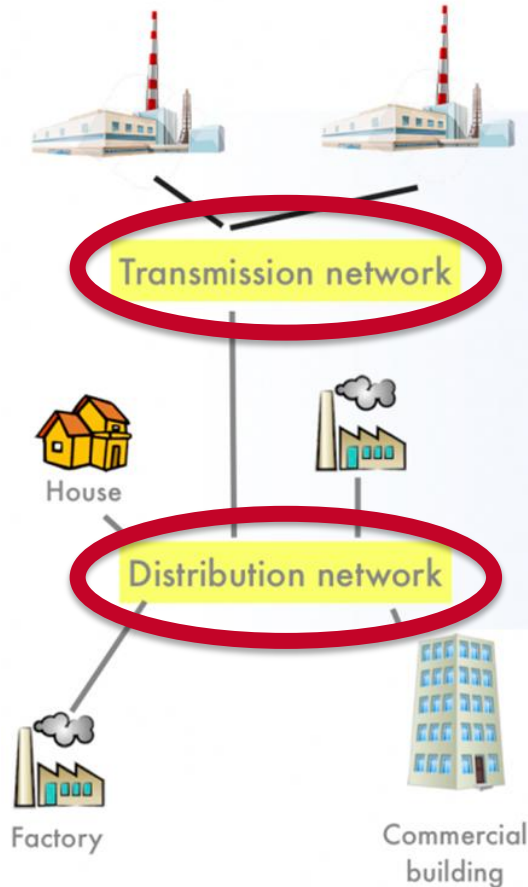 Transmission network
House
Distribution network
Factory
Commercial
building